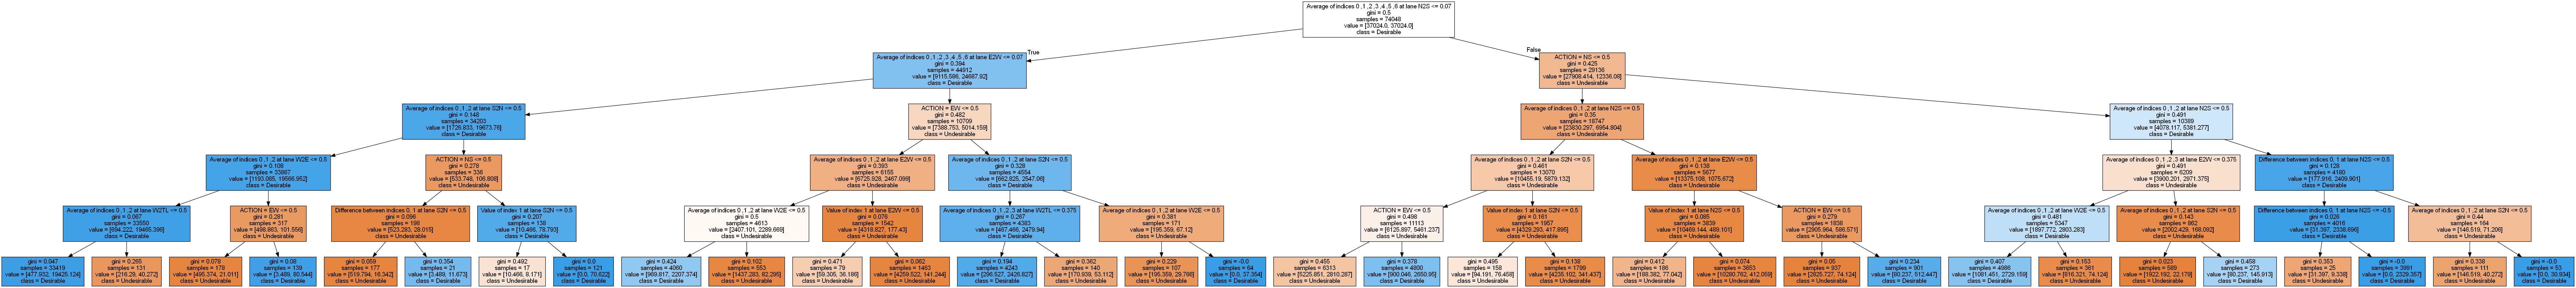 Average of indices 0 ,1 ,2 ,3 ,4 ,5 ,6 at lane N2S <= 0.07
gini = 0.5
samples = 74048
value = [37024.0, 37024.0]
class = Desirable
True
False
Average of indices 0 ,1 ,2 ,3 ,4 ,5 ,6 at lane E2W <= 0.07
gini = 0.394
samples = 44912
value = [9115.586, 24687.92]
class = Desirable
ACTION = NS <= 0.5
gini = 0.425
samples = 29136
value = [27908.414, 12336.08]
class = Undesirable
Average of indices 0 ,1 ,2 at lane S2N <= 0.5
gini = 0.148
samples = 34203
value = [1726.833, 19673.76]
class = Desirable
ACTION = EW <= 0.5
gini = 0.482
samples = 10709
value = [7388.753, 5014.159]
class = Undesirable
Average of indices 0 ,1 ,2 at lane N2S <= 0.5
gini = 0.35
samples = 18747
value = [23830.297, 6954.804]
class = Undesirable
Average of indices 0 ,1 ,2 at lane N2S <= 0.5
gini = 0.491
samples = 10389
value = [4078.117, 5381.277]
class = Desirable
Average of indices 0 ,1 ,2 at lane W2E <= 0.5
gini = 0.108
samples = 33867
value = [1193.085, 19566.952]
class = Desirable
ACTION = NS <= 0.5
gini = 0.278
samples = 336
value = [533.748, 106.808]
class = Undesirable
Average of indices 0 ,1 ,2 at lane E2W <= 0.5
gini = 0.393
samples = 6155
value = [6725.928, 2467.099]
class = Undesirable
Average of indices 0 ,1 ,2 at lane S2N <= 0.5
gini = 0.328
samples = 4554
value = [662.825, 2547.06]
class = Desirable
Average of indices 0 ,1 ,2 at lane S2N <= 0.5
gini = 0.461
samples = 13070
value = [10455.19, 5879.132]
class = Undesirable
Average of indices 0 ,1 ,2 at lane E2W <= 0.5
gini = 0.138
samples = 5677
value = [13375.108, 1075.672]
class = Undesirable
Average of indices 0 ,1 ,2 ,3 at lane E2W <= 0.375
gini = 0.491
samples = 6209
value = [3900.201, 2971.375]
class = Undesirable
Difference between indices 0, 1 at lane N2S <= 0.5
gini = 0.128
samples = 4180
value = [177.916, 2409.901]
class = Desirable
Average of indices 0 ,1 ,2 at lane W2TL <= 0.5
gini = 0.067
samples = 33550
value = [694.222, 19465.396]
class = Desirable
ACTION = EW <= 0.5
gini = 0.281
samples = 317
value = [498.863, 101.556]
class = Undesirable
Difference between indices 0, 1 at lane S2N <= 0.5
gini = 0.096
samples = 198
value = [523.283, 28.015]
class = Undesirable
Value of index 1 at lane S2N <= 0.5
gini = 0.207
samples = 138
value = [10.466, 78.793]
class = Desirable
Average of indices 0 ,1 ,2 at lane W2E <= 0.5
gini = 0.5
samples = 4613
value = [2407.101, 2289.669]
class = Undesirable
Value of index 1 at lane E2W <= 0.5
gini = 0.076
samples = 1542
value = [4318.827, 177.43]
class = Undesirable
Average of indices 0 ,1 ,2 ,3 at lane W2TL <= 0.375
gini = 0.267
samples = 4383
value = [467.466, 2479.94]
class = Desirable
Average of indices 0 ,1 ,2 at lane W2E <= 0.5
gini = 0.381
samples = 171
value = [195.359, 67.12]
class = Undesirable
ACTION = EW <= 0.5
gini = 0.498
samples = 11113
value = [6125.897, 5461.237]
class = Undesirable
Value of index 1 at lane S2N <= 0.5
gini = 0.161
samples = 1957
value = [4329.293, 417.895]
class = Undesirable
Value of index 1 at lane N2S <= 0.5
gini = 0.085
samples = 3839
value = [10469.144, 489.101]
class = Undesirable
ACTION = EW <= 0.5
gini = 0.279
samples = 1838
value = [2905.964, 586.571]
class = Undesirable
Average of indices 0 ,1 ,2 at lane W2E <= 0.5
gini = 0.481
samples = 5347
value = [1897.772, 2803.283]
class = Desirable
Average of indices 0 ,1 ,2 at lane S2N <= 0.5
gini = 0.143
samples = 862
value = [2002.429, 168.092]
class = Undesirable
Difference between indices 0, 1 at lane N2S <= -0.5
gini = 0.026
samples = 4016
value = [31.397, 2338.696]
class = Desirable
Average of indices 0 ,1 ,2 at lane S2N <= 0.5
gini = 0.44
samples = 164
value = [146.519, 71.206]
class = Undesirable
gini = 0.047
samples = 33419
value = [477.932, 19425.124]
class = Desirable
gini = 0.265
samples = 131
value = [216.29, 40.272]
class = Undesirable
gini = 0.078
samples = 178
value = [495.374, 21.011]
class = Undesirable
gini = 0.08
samples = 139
value = [3.489, 80.544]
class = Desirable
gini = 0.059
samples = 177
value = [519.794, 16.342]
class = Undesirable
gini = 0.354
samples = 21
value = [3.489, 11.673]
class = Desirable
gini = 0.492
samples = 17
value = [10.466, 8.171]
class = Undesirable
gini = 0.0
samples = 121
value = [0.0, 70.622]
class = Desirable
gini = 0.424
samples = 4060
value = [969.817, 2207.374]
class = Desirable
gini = 0.102
samples = 553
value = [1437.283, 82.295]
class = Undesirable
gini = 0.471
samples = 79
value = [59.305, 36.186]
class = Undesirable
gini = 0.062
samples = 1463
value = [4259.522, 141.244]
class = Undesirable
gini = 0.194
samples = 4243
value = [296.527, 2426.827]
class = Desirable
gini = 0.362
samples = 140
value = [170.939, 53.112]
class = Undesirable
gini = 0.229
samples = 107
value = [195.359, 29.766]
class = Undesirable
gini = -0.0
samples = 64
value = [0.0, 37.354]
class = Desirable
gini = 0.455
samples = 6313
value = [5225.851, 2810.287]
class = Undesirable
gini = 0.378
samples = 4800
value = [900.046, 2650.95]
class = Desirable
gini = 0.495
samples = 158
value = [94.191, 76.458]
class = Undesirable
gini = 0.138
samples = 1799
value = [4235.102, 341.437]
class = Undesirable
gini = 0.412
samples = 186
value = [188.382, 77.042]
class = Undesirable
gini = 0.074
samples = 3653
value = [10280.762, 412.059]
class = Undesirable
gini = 0.05
samples = 937
value = [2825.727, 74.124]
class = Undesirable
gini = 0.234
samples = 901
value = [80.237, 512.447]
class = Desirable
gini = 0.407
samples = 4986
value = [1081.451, 2729.159]
class = Desirable
gini = 0.153
samples = 361
value = [816.321, 74.124]
class = Undesirable
gini = 0.023
samples = 589
value = [1922.192, 22.179]
class = Undesirable
gini = 0.458
samples = 273
value = [80.237, 145.913]
class = Desirable
gini = 0.353
samples = 25
value = [31.397, 9.338]
class = Undesirable
gini = -0.0
samples = 3991
value = [0.0, 2329.357]
class = Desirable
gini = 0.338
samples = 111
value = [146.519, 40.272]
class = Undesirable
gini = -0.0
samples = 53
value = [0.0, 30.934]
class = Desirable